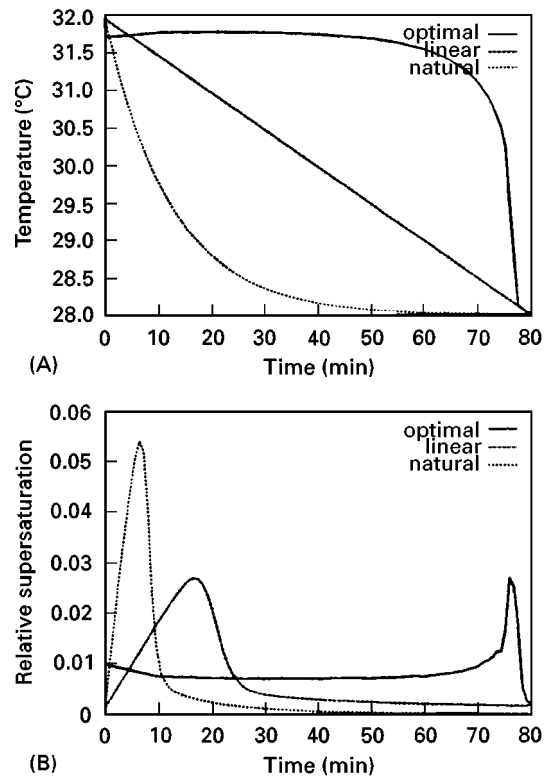 32.0
31.5
31.0
30.5
30.0
29.5
29.0
28.5
28.0
Temperature (°C)
optimal
linear
natural
0 10 20 30 40 50 60 70 80
Time (min)
(A)
0.06
0.05
0.04
0.03
0.02
0.01
0
Relative supersaturation
optimal
linear
natural
0 10 20 30 40 50 60 70 80
Time (min)
(B)